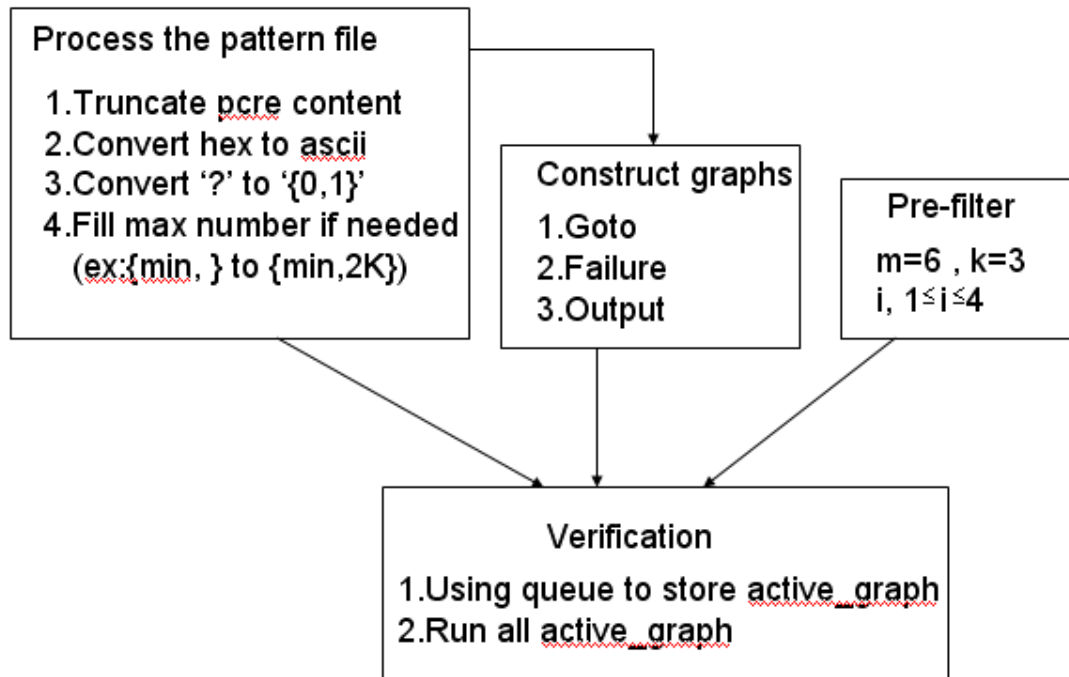 Process the pattern file
1.Truncate pcre content
2.Convert hex to ascii
3.Convert ‘?’ to ‘{0,1}’
4.Fill max number if needed
(ex:{min, } to {min,2K})
Construct graphs
1.Goto
2.Failure
3.Output
Pre-filter
m=6 , k=3
i, 1≤i≤4
Verification
1.Using queue to store active_graph
2.Run all active_graph